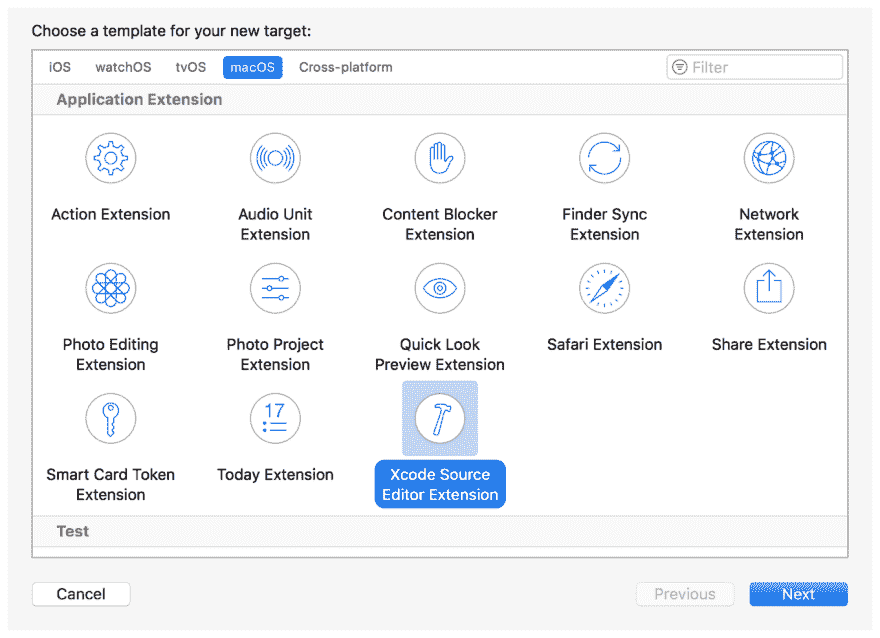 Choose a template for your new target:
iOS watchOS tvOS macOS Cross-platform Filter
Application Extension
Action Extension
Audio Unit
Extension
Content Blocker
Extension
Finder Sync
Extension
Network
Extension
Photo Editing
Extension
Photo Project
Extension
Quick Look
Preview Extension
Safari Extension
Share Extension
17
Smart Card Token
Extension
Today Extension
Xcode Source
Editor Extension
Test
Cancel Previous Next